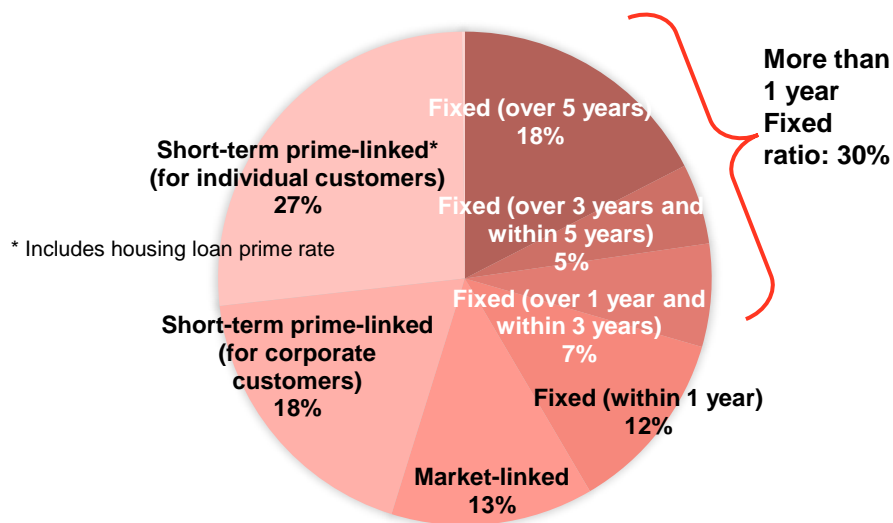 More than
1 year
Fixed
ratio: 30%
Fixed (over 5 years)
18%
Fixed (over 3 years and
within 5 years)
5%
Fixed (over 1 year and
within 3 years)
7%
Fixed (within 1 year)
12%
Market-linked
13%
Short-term prime-linked
(for corporate
customers)
18%
Short-term prime-linked*
(for individual customers)
27%
* Includes housing loan prime rate